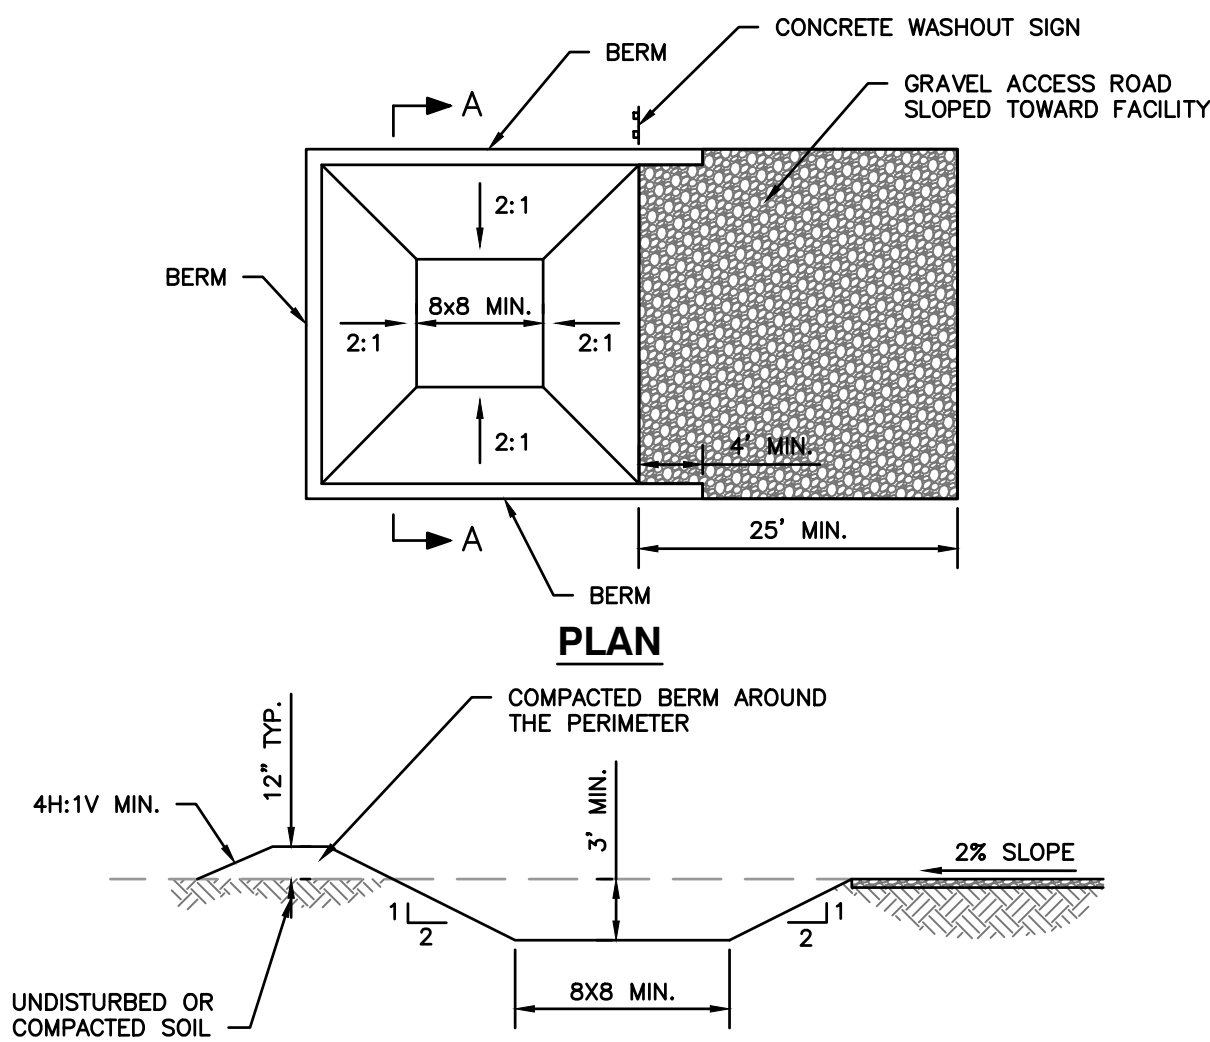 CONCRETE WASHOUT SIGN
BERM
GRAVEL ACCESS ROAD
SLOPED TOWARD FACILITY
A
2:1
BERM
8x8 MIN.
2:1
2:1
2:1
4' MIN.
25' MIN.
A
BERM
PLAN
COMPACTED BERM AROUND
THE PERIMETER
12" TYP.
3' MIN.
4H:1V MIN.
2% SLOPE
1
2
1
2
8X8 MIN.
UNDISTURBED OR
COMPACTED SOIL